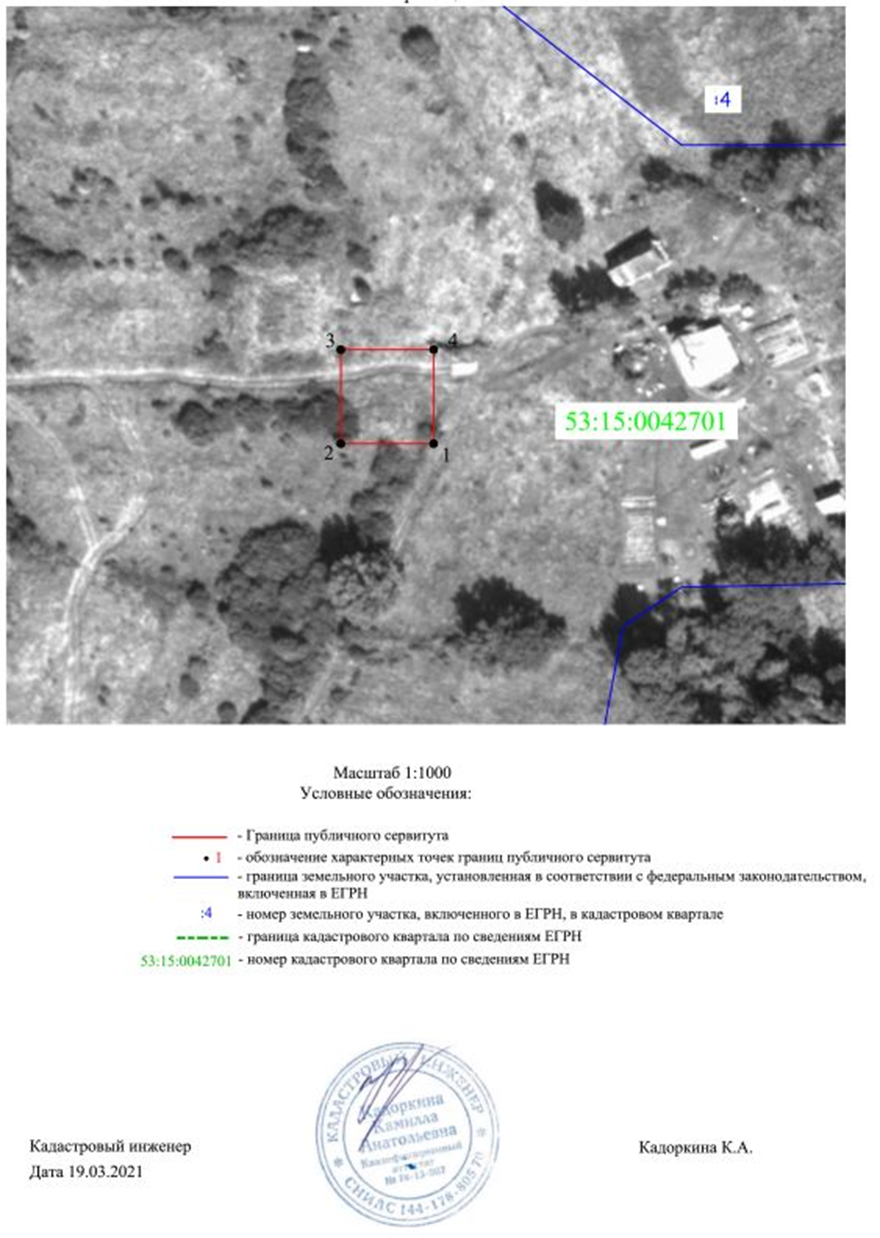 :4
3
4
53:15:0042701
2
1
Масштаб 1:1000
Условные обозначения:
- Граница публичного сервитута
1 - обозначение характерных точек границ публичного сервитута
- граница земельного участка, установленная в соответствии с федеральным законодательством,
включенная в ЕГРН
:4 - номер земельного участка, включенного в ЕГРН, в кадастровом квартале
- граница кадастрового квартала по сведениям ЕГРН
53:15:0042701 - номер кадастрового квартала по сведениям ЕГРН
КАДАСТРОВЫЙ ИНЖЕНЕР
Кадоркина
Камилла
Анатольевна
Квалификационный
аттестат
СНИЛС 144-178-805 70
Кадастровый инженер
Кадоркина К.А.
Дата 19.03.2021